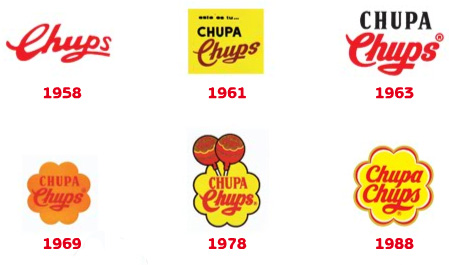 Chups
1958
este es tu...
CHUPA
Chups
1961
CHUPA
Chups®
1963
CHUPA
Chups®
1969
CHUPA
Chups®
1978
Chupa
Chups
®
1988